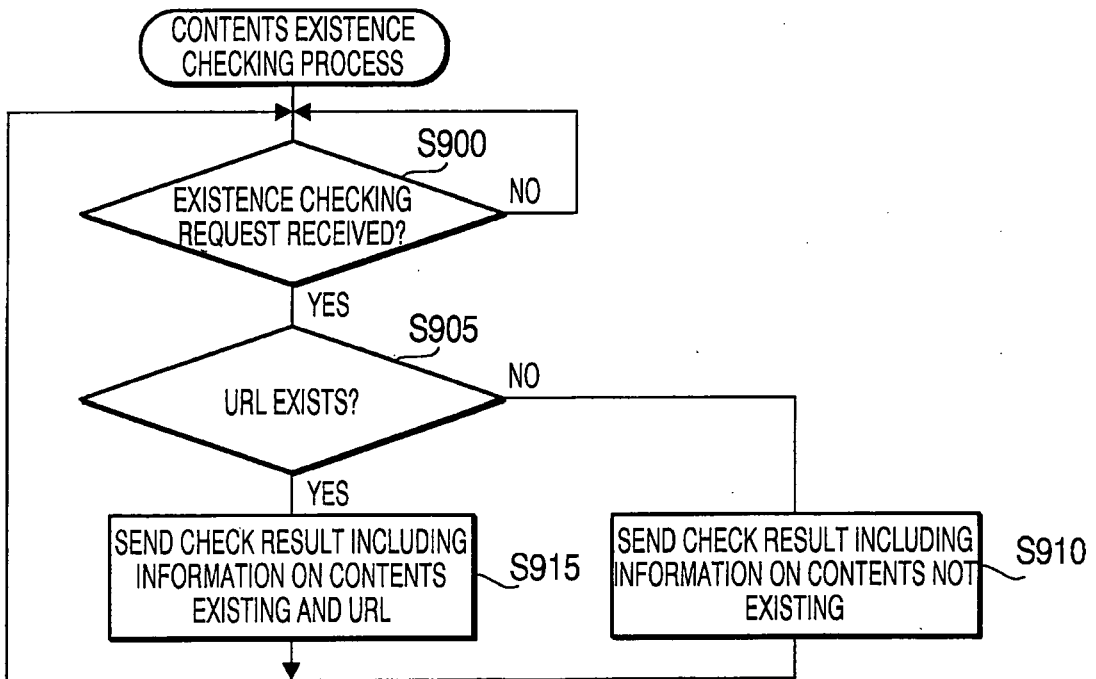 CONTENTS EXISTENCE
CHECKING PROCESS
S900
EXISTENCE CHECKING
REQUEST RECEIVED?
NO
YES
S905
URL EXISTS?
NO
YES
SEND CHECK RESULT INCLUDING
INFORMATION ON CONTENTS
EXISTING AND URL
S915
SEND CHECK RESULT INCLUDING
INFORMATION ON CONTENTS NOT
EXISTING
S910